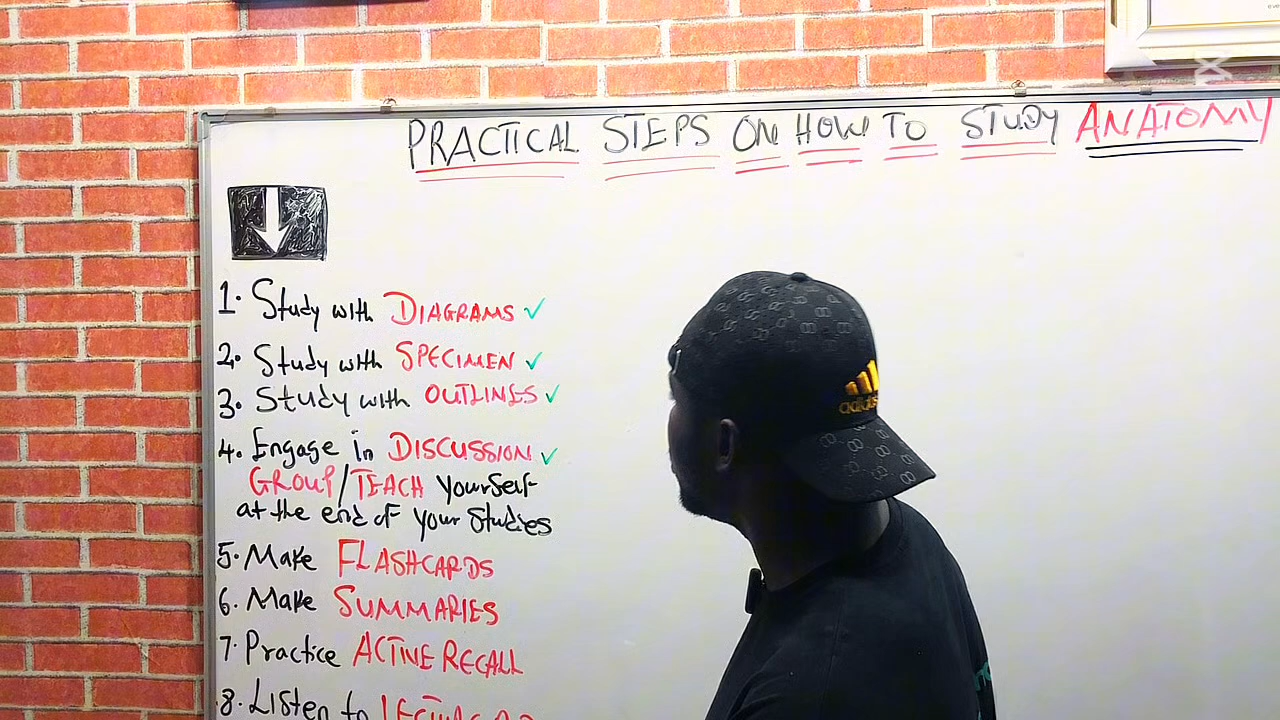 PRACTICAL STEPS ON HOW TO STUDY ANATOMY
1. Study with DIAGRAMS ✓
2. Study with SPECIMEN ✓
3. Study with OUTLINES ✓
4. Engage in DISCUSSION ✓
GROUP/TEACH yourself
at the end of your studies
5. Make FLASHCARDS
6. Make SUMMARIES
7. Practice ACTIVE RECALL
8. Listen to
adidas